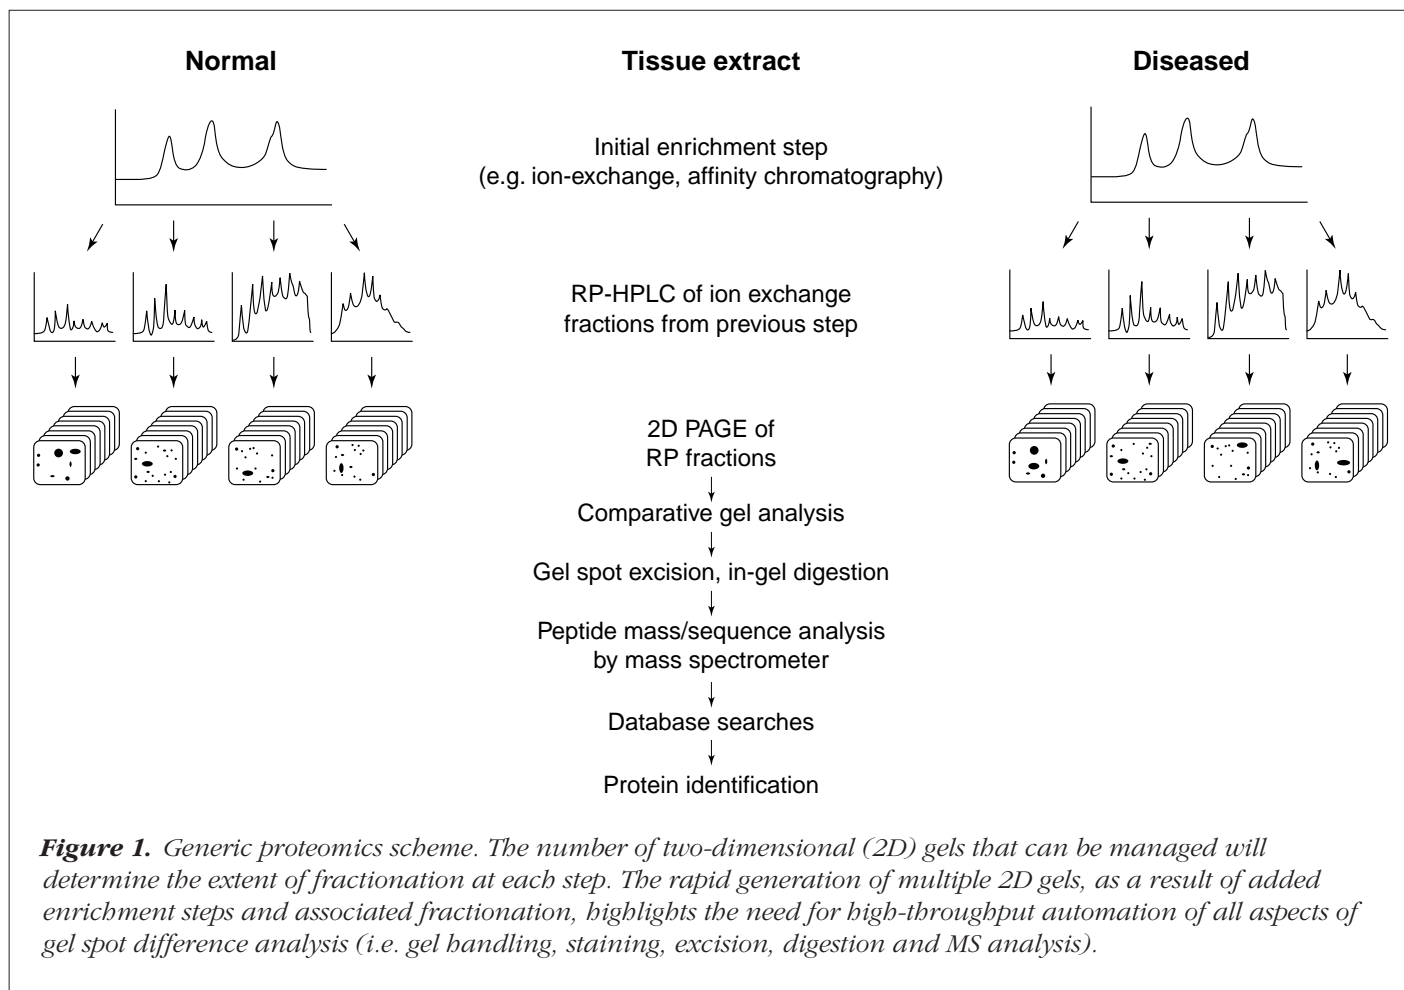 Normal
Tissue extract
Diseased
Initial enrichment step
(e.g. ion-exchange, affinity chromatography)
RP-HPLC of ion exchange
fractions from previous step
2D PAGE of
RP fractions
Comparative gel analysis
Gel spot excision, in-gel digestion
Peptide mass/sequence analysis
by mass spectrometer
Database searches
Protein identification
Figure 1. Generic proteomics scheme. The number of two-dimensional (2D) gels that can be managed will
determine the extent of fractionation at each step. The rapid generation of multiple 2D gels, as a result of added
enrichment steps and associated fractionation, highlights the need for high-throughput automation of all aspects of
gel spot difference analysis (i.e. gel handling, staining, excision, digestion and MS analysis).